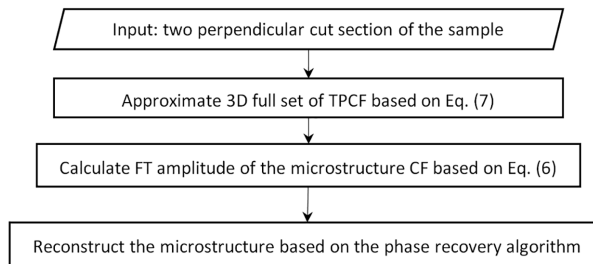 Input: two perpendicular cut section of the sample
Approximate 3D full set of TPCF based on Eq. (7)
Calculate FT amplitude of the microstructure CF based on Eq. (6)
Reconstruct the microstructure based on the phase recovery algorithm